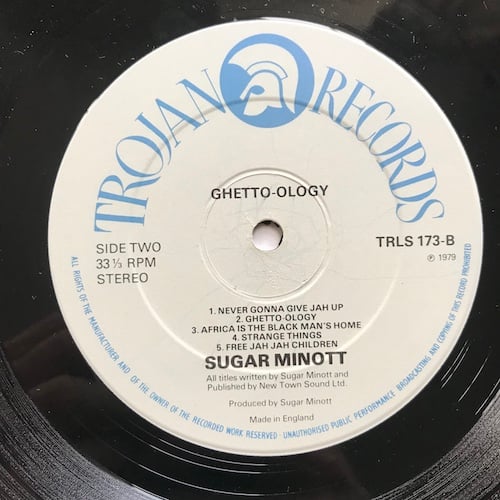 TROJAN RECORDS
GHETTO-OLOGY
SIDE TWO
33 ⅓ RPM
STEREO
TRLS 173-B
℗ 1979
1. NEVER GONNA GIVE JAH UP
2. GHETTO-OLOGY
3. AFRICA IS THE BLACK MAN'S HOME
4. STRANGE THINGS
5. FREE JAH JAH CHILDREN
SUGAR MINOTT
All titles written by Sugar Minott and
Published by New Town Sound Ltd.
Produced by Sugar Minott
Made in England
ALL RIGHTS OF THE MANUFACTURER AND OF THE OWNER OF THE RECORDED WORK RESERVED · UNAUTHORISED PUBLIC PERFORMANCE BROADCASTING AND COPYING OF THIS RECORD PROHIBITED